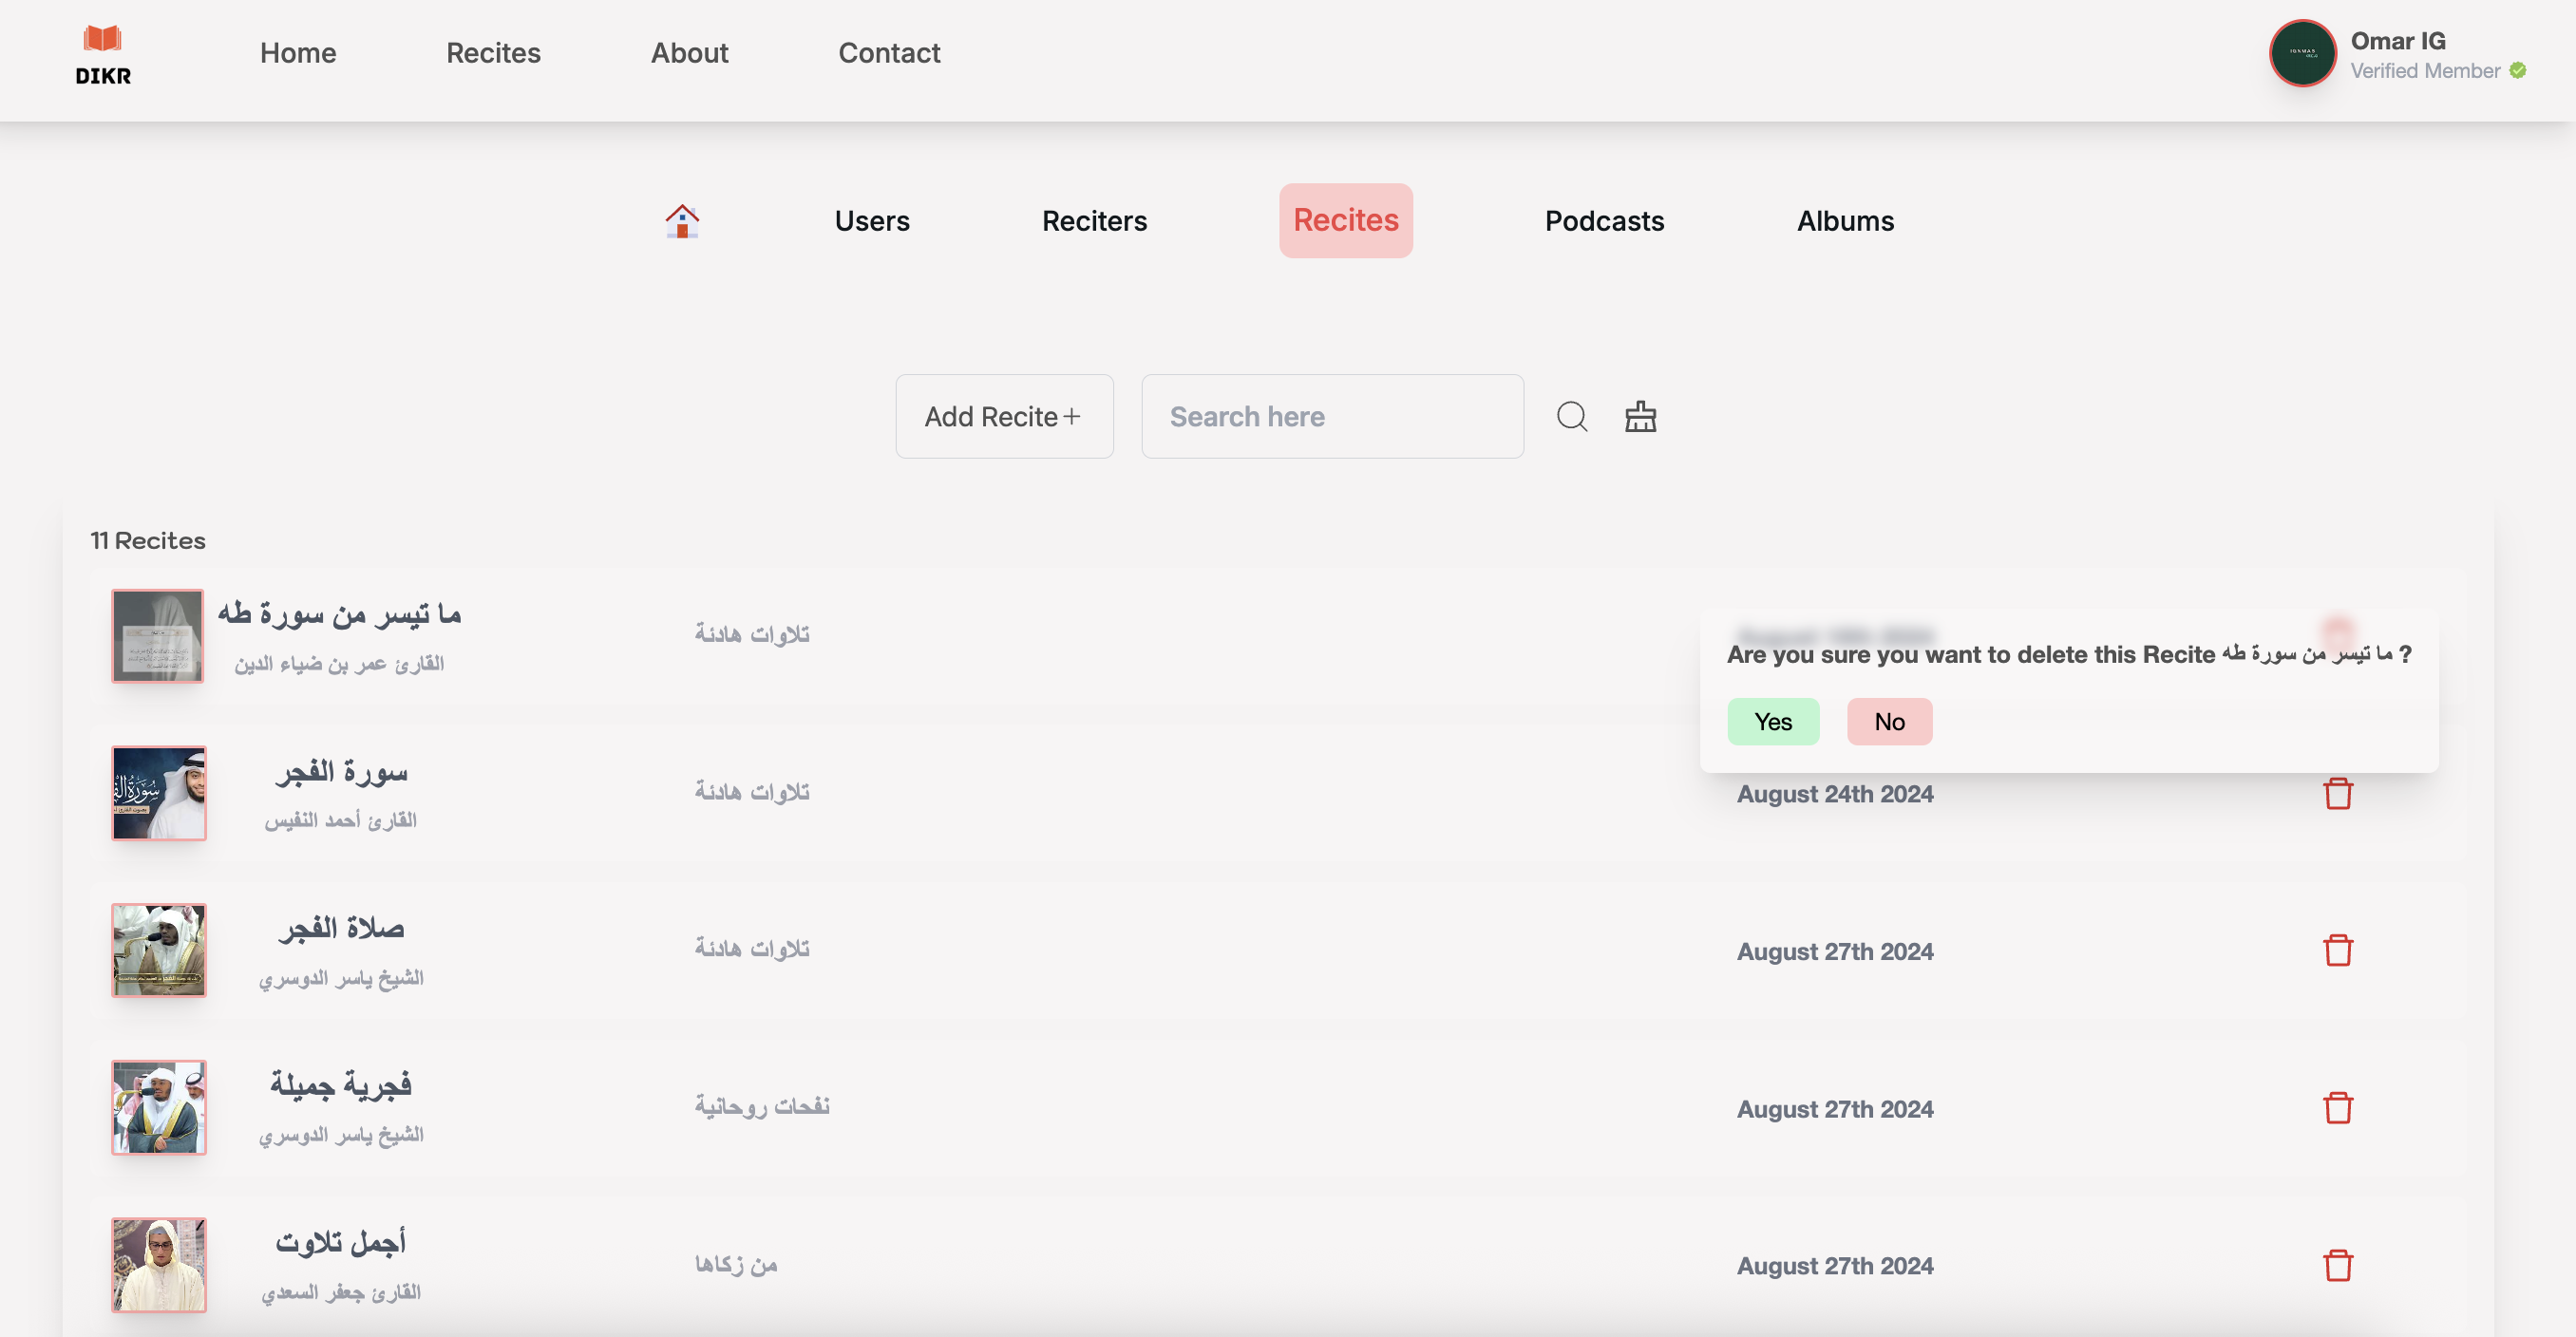 DIKR
Home
Recites
About
Contact
Omar IG
Verified Member
Users
Reciters
Recites
Podcasts
Albums
Add Recite+
Search here
11 Recites
ما تيسر من سورة طه
القارئ عمر بن ضياء الدين
تلاوات هادئة
Are you sure you want to delete this Recite ما تيسر من سورة طه ?
Yes
No
سورة الفجر
القارئ أحمد النفيس
تلاوات هادئة
August 24th 2024
صلاة الفجر
الشيخ ياسر الدوسري
تلاوات هادئة
August 27th 2024
فجرية جميلة
الشيخ ياسر الدوسري
نفحات روحانية
August 27th 2024
أجمل تلاوت
القارئ جعفر السعدي
من زكاها
August 27th 2024